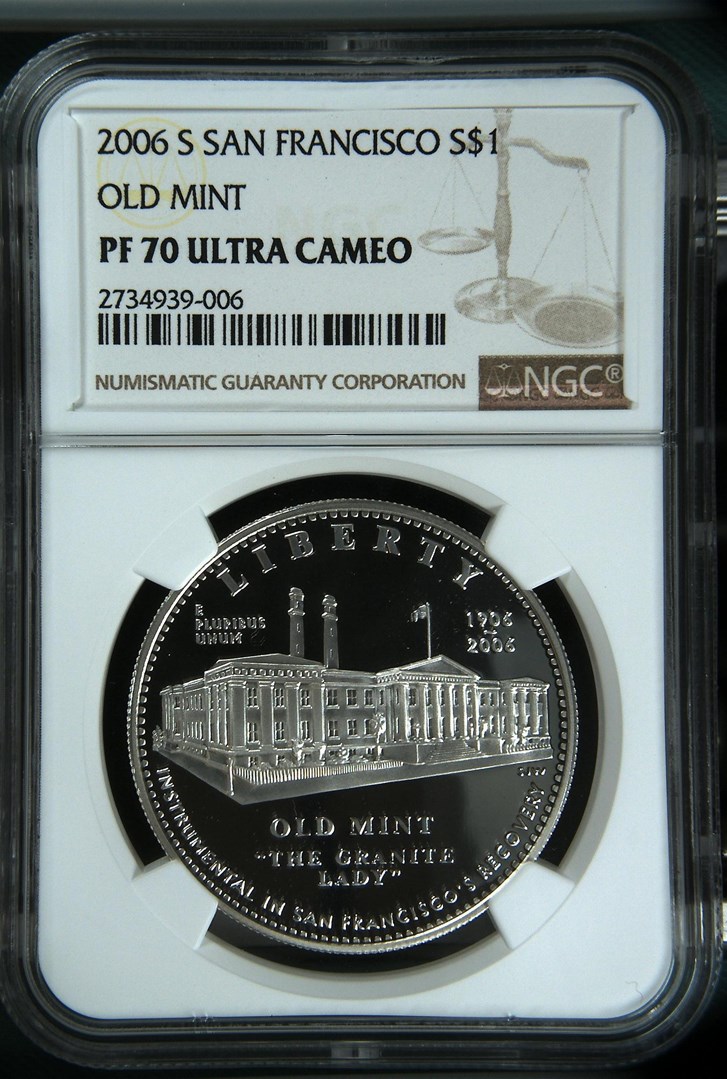 2006 S SAN FRANCISCO S$1
OLD MINT
PF 70 ULTRA CAMEO
2734939-006
NUMISMATIC GUARANTY CORPORATION
NGC®
LIBERTY
E
PLURIBUS
UNUM
1906
2006
OLD MINT
"THE GRANITE
LADY"
INSTRUMENTAL IN SAN FRANCISCO'S RECOVERY